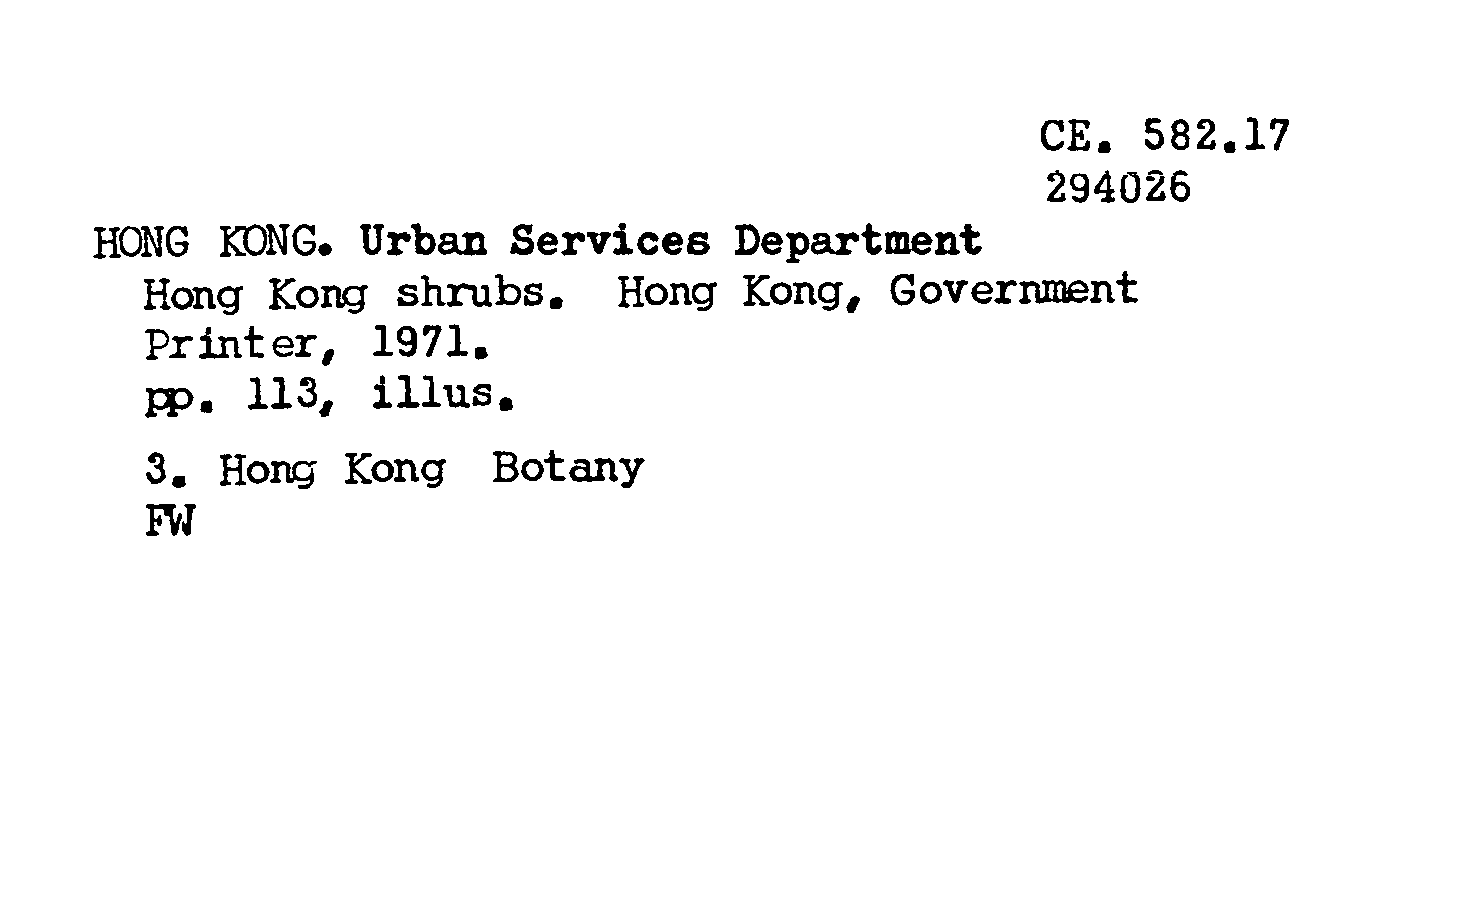 CE. 582.17
294026
HONG KONG. Urban Services Department
Hong Kong shrubs. Hong Kong, Government
Printer, 1971.
pp. 113, illus.
3. Hong Kong Botany
FW